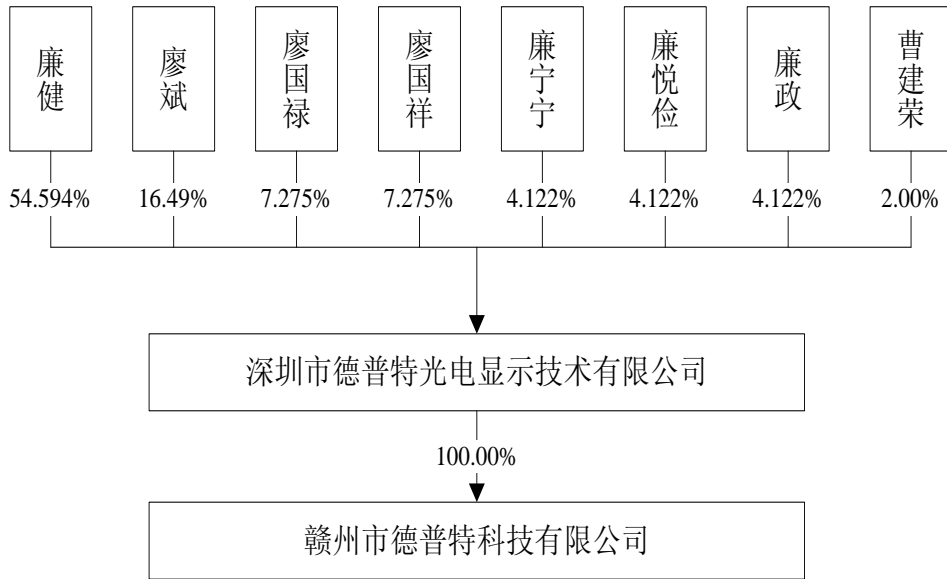 廉健
廖斌
廖国禄
廖国祥
廉宁宁
廉悦俭
廉政
曹建荣
54.594%
16.49%
7.275%
7.275%
4.122%
4.122%
4.122%
2.00%
深圳市德普特光电显示技术有限公司
100.00%
赣州市德普特科技有限公司